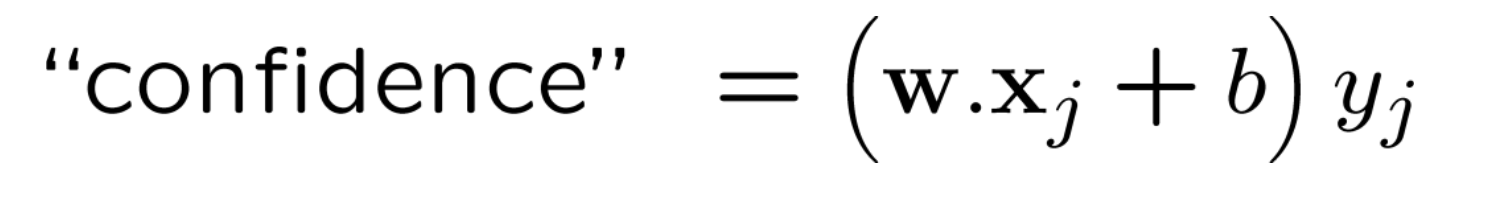 “confidence” = (w.x_j + b) y_j